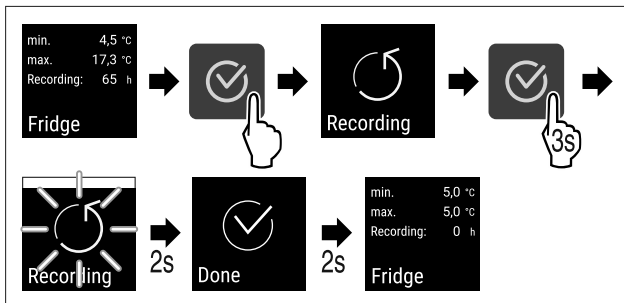 min. 4,5 °C
max. 17,3 °C
Recording: 65 h
Fridge
Recording
3s
Recording
2s
Done
2s
min. 5,0 °C
max. 5,0 °C
Recording: 0 h
Fridge